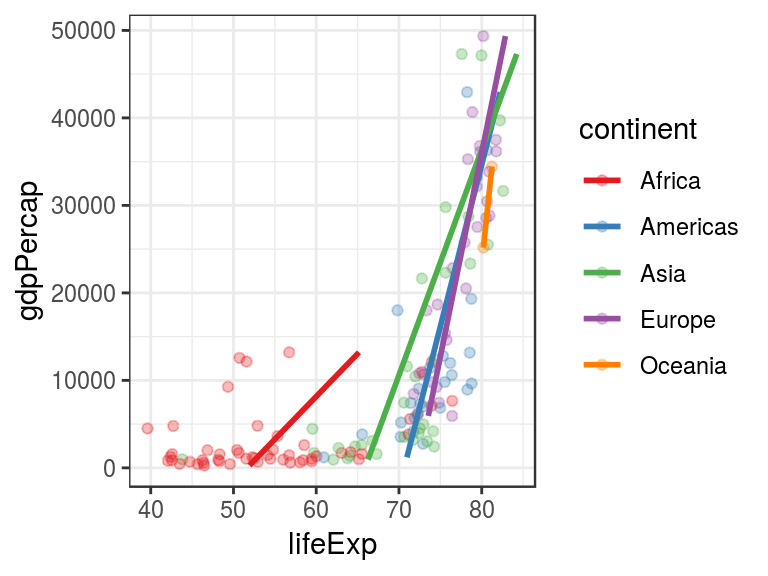 50000
40000
30000
20000
10000
0
gdpPercap
40 50 60 70 80
lifeExp
continent
Africa
Americas
Asia
Europe
Oceania